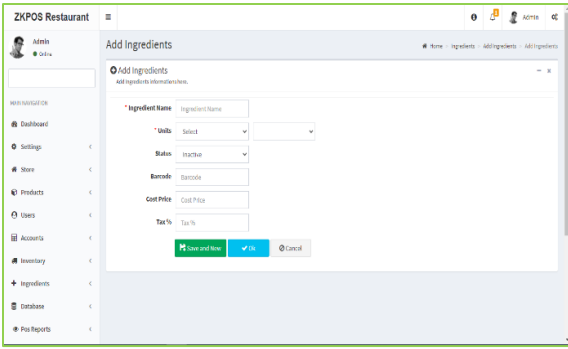 ZKPOS Restaurant
Admin
Admin
Online
Add Ingredients
Home > Ingredients > Add Ingredients > Add Ingredients
Add Ingredients
Add ingredients information here.
MAIN NAVIGATION
Dashboard
Settings
Store
Products
Users
Accounts
Inventory
Ingredients
Database
Pos Reports
* Ingredient Name Ingredient Name
* Units Select
Status Inactive
Barcode Barcode
Cost Price Cost Price
Tax % Tax %
Save and New Ok Cancel